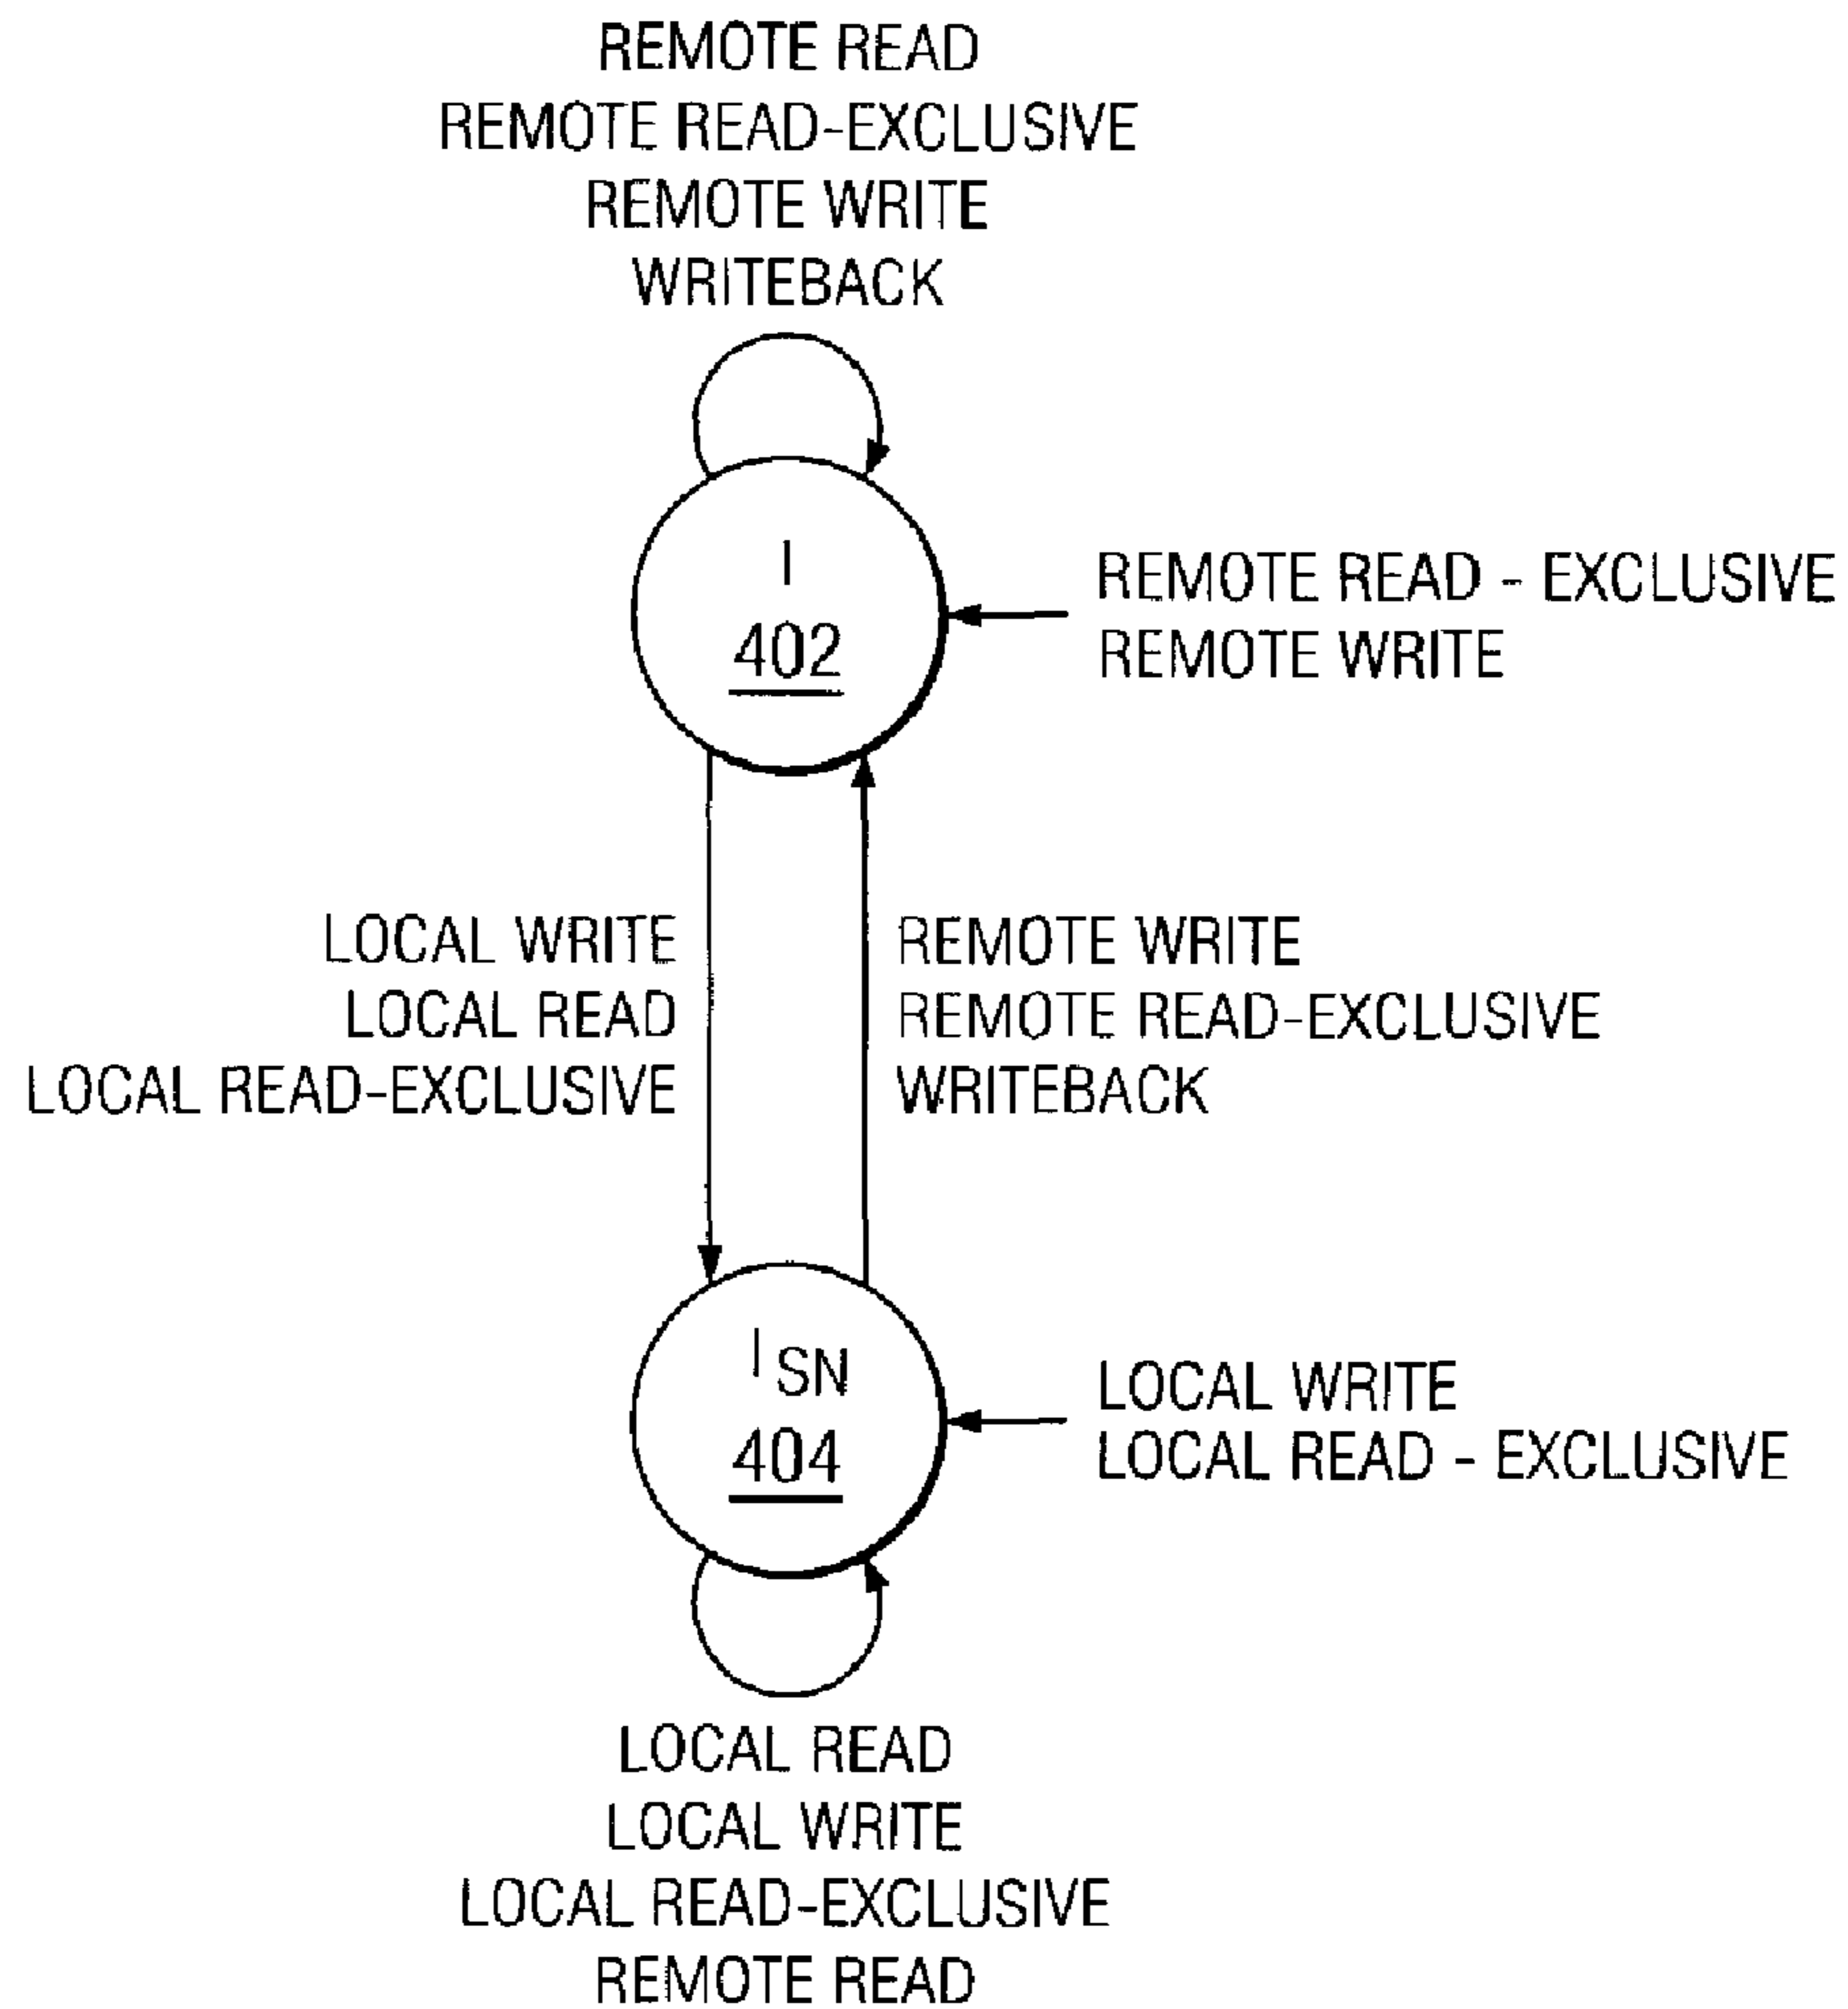 REMOTE READ
REMOTE READ-EXCLUSIVE
REMOTE WRITE
WRITEBACK
I
402
REMOTE READ - EXCLUSIVE
REMOTE WRITE
LOCAL WRITE
LOCAL READ
LOCAL READ-EXCLUSIVE
REMOTE WRITE
REMOTE READ-EXCLUSIVE
WRITEBACK
I SN
404
LOCAL WRITE
LOCAL READ - EXCLUSIVE
LOCAL READ
LOCAL WRITE
LOCAL READ-EXCLUSIVE
REMOTE READ